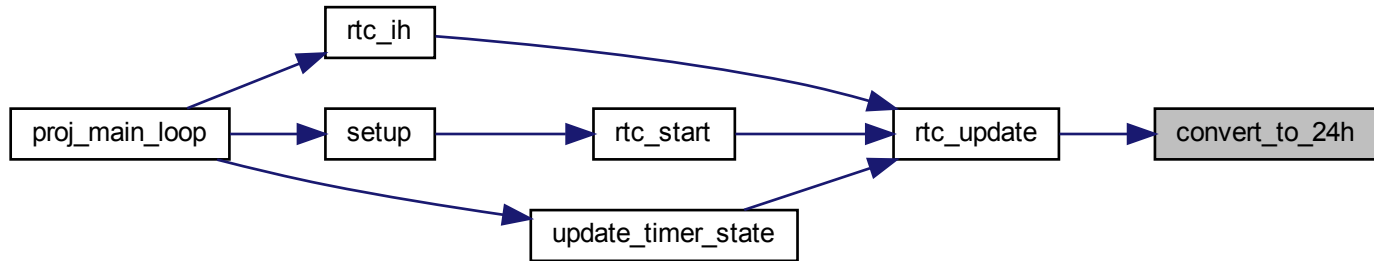 rtc_ih
proj_main_loop
setup
rtc_start
rtc_update
convert_to_24h
update_timer_state